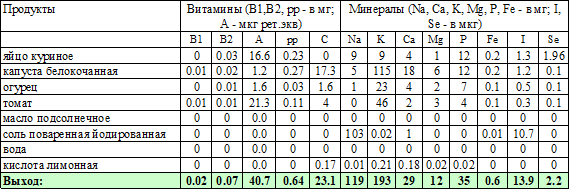 Продукты Витамины (B1,B2, pp - в мг; А - мкг рет.экв) Минералы (Na, Ca, K, Mg, P, Fe - в мг; I, Se - в мкг)
B1 B2 A pp C Na K Ca Mg P Fe I Se
яйцо куриное 0 0.03 16.6 0.23 0 9 9 4 1 12 0.2 1.3 1.96
капуста белокочанная 0.01 0.02 1.2 0.27 17.3 5 115 18 6 12 0.2 1.2 0.1
огурец 0 0.01 1.6 0.03 1.6 1 23 4 2 7 0.1 0.5 0.1
томат 0.01 0.01 21.3 0.11 4 0 46 2 3 4 0.1 0.3 0.1
масло подсолнечное 0 0 0.0 0 0 0 0 0 0 0 0 0.0 0
соль поваренная йодированная 0 0 0.0 0 0 103 0.02 1 0 0 0.01 10.7 0
вода 0 0 0.0 0 0 0 0 0 0 0 0 0.0 0
кислота лимонная 0 0 0.0 0 0.17 0.01 0.21 0.18 0.02 0.02 0 0.0 0
Выход: 0.02 0.07 40.7 0.64 23.1 119 193 29 12 35 0.6 13.9 2.2